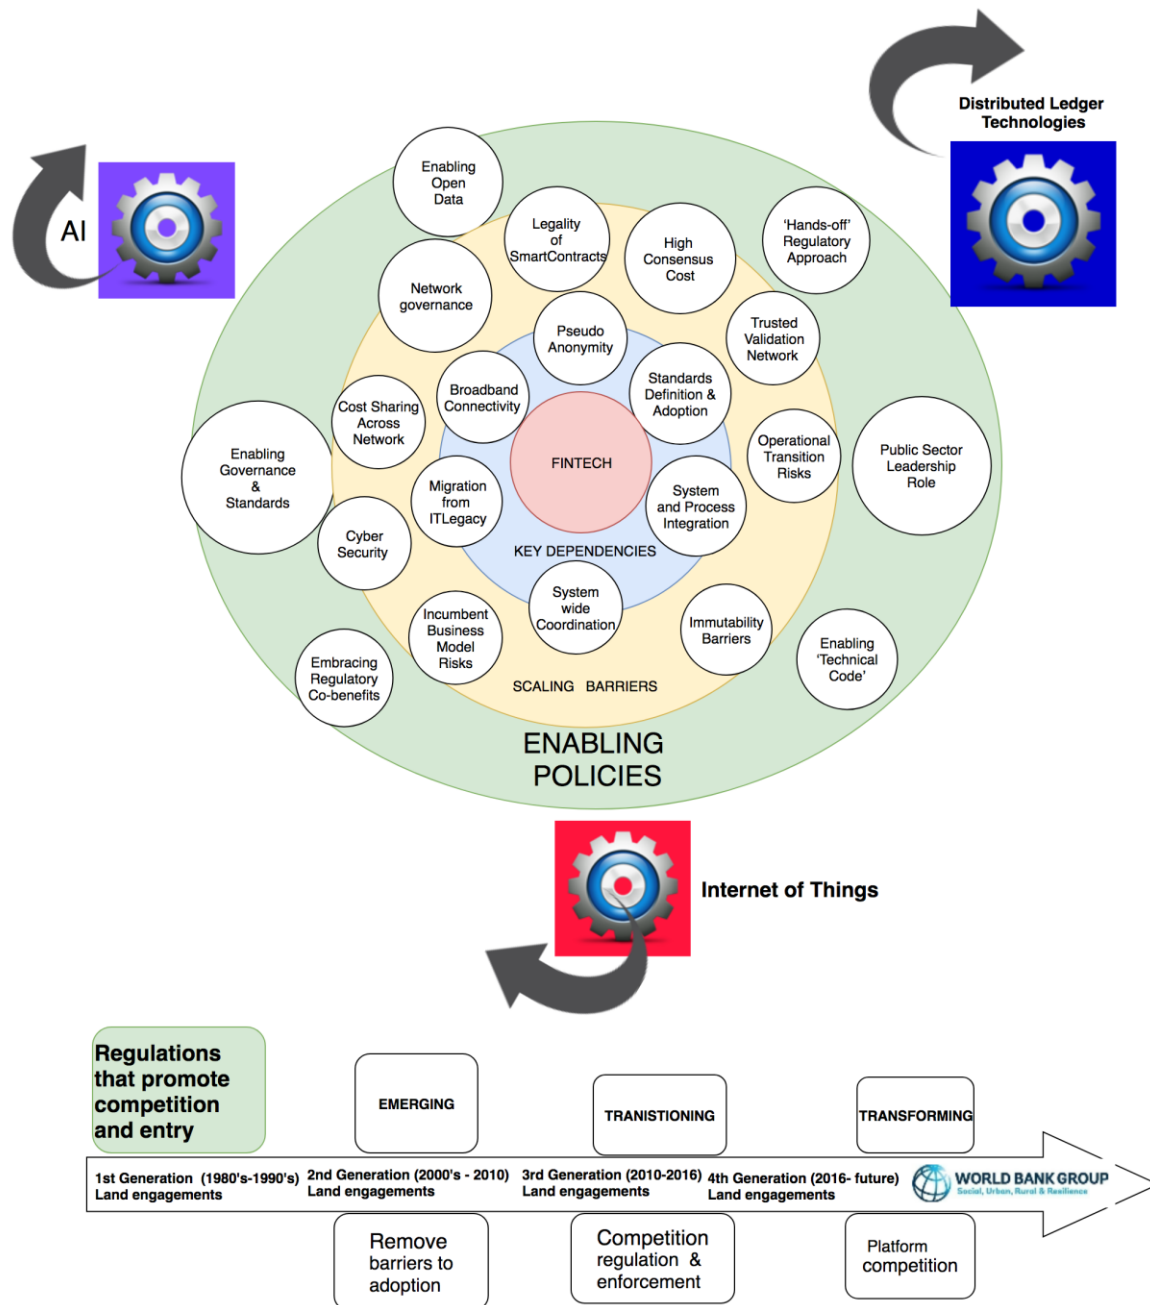 Distributed Ledger
Technologies
AI
Enabling
Open
Data
Legality
of
SmartContracts
High
Consensus
Cost
‘Hands-off’
Regulatory
Approach
Network
governance
Pseudo
Anonymity
Trusted
Validation
Network
Broadband
Connectivity
Standards
Definition &
Adoption
Cost Sharing
Across
Network
Operational
Transition
Risks
Public Sector
Leadership
Role
Enabling
Governance
&
Standards
FINTECH
Migration
from
ITLegacy
System
and Process
Integration
Cyber
Security
KEY DEPENDENCIES
System
wide
Coordination
Incumbent
Business
Model
Risks
Immutability
Barriers
Enabling
‘Technical
Code’
Embracing
Regulatory
Co-benefits
SCALING BARRIERS
ENABLING
POLICIES
Internet of Things
Regulations
that promote
competition
and entry
EMERGING
TRANISTIONING
TRANSFORMING
1st Generation (1980's-1990's)
Land engagements
2nd Generation (2000's - 2010)
Land engagements
3rd Generation (2010-2016)
Land engagements
4th Generation (2016- future)
Land engagements
WORLD BANK GROUP
Social, Urban, Rural & Resilience
Remove
barriers to
adoption
Competition
regulation &
enforcement
Platform
competition